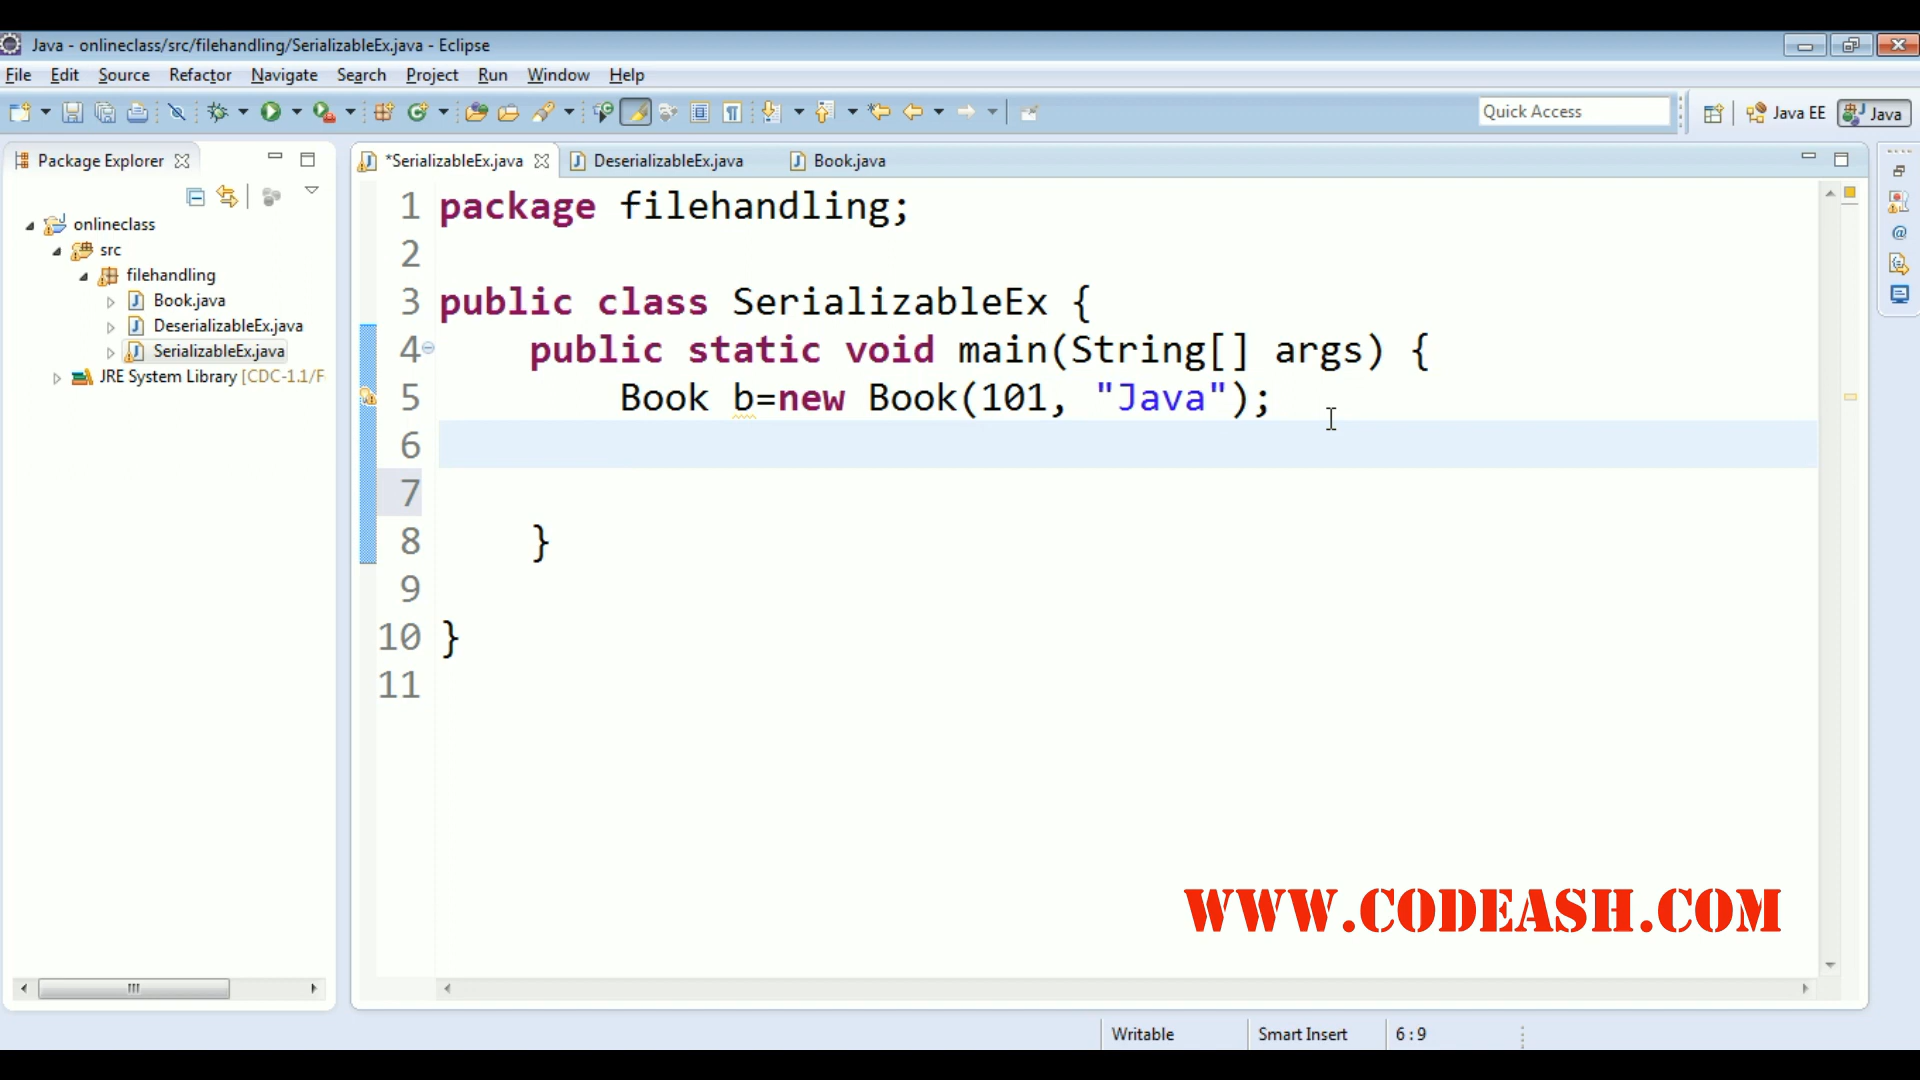 Java - onlineclass/src/filehandling/SerializableEx.java - Eclipse
File Edit Source Refactor Navigate Search Project Run Window Help
Quick Access
Java EE
Java
Package Explorer
*SerializableEx.java
DeserializableEx.java
Book.java
onlineclass
src
filehandling
Book.java
DeserializableEx.java
SerializableEx.java
JRE System Library [CDC-1.1/F
1 package filehandling;
2
3 public class SerializableEx {
4 public static void main(String[] args) {
5 Book b=new Book(101, "Java");
6
7
8 }
9
10 }
11
WWW.CODEASH.COM
Writable
Smart Insert
6 : 9